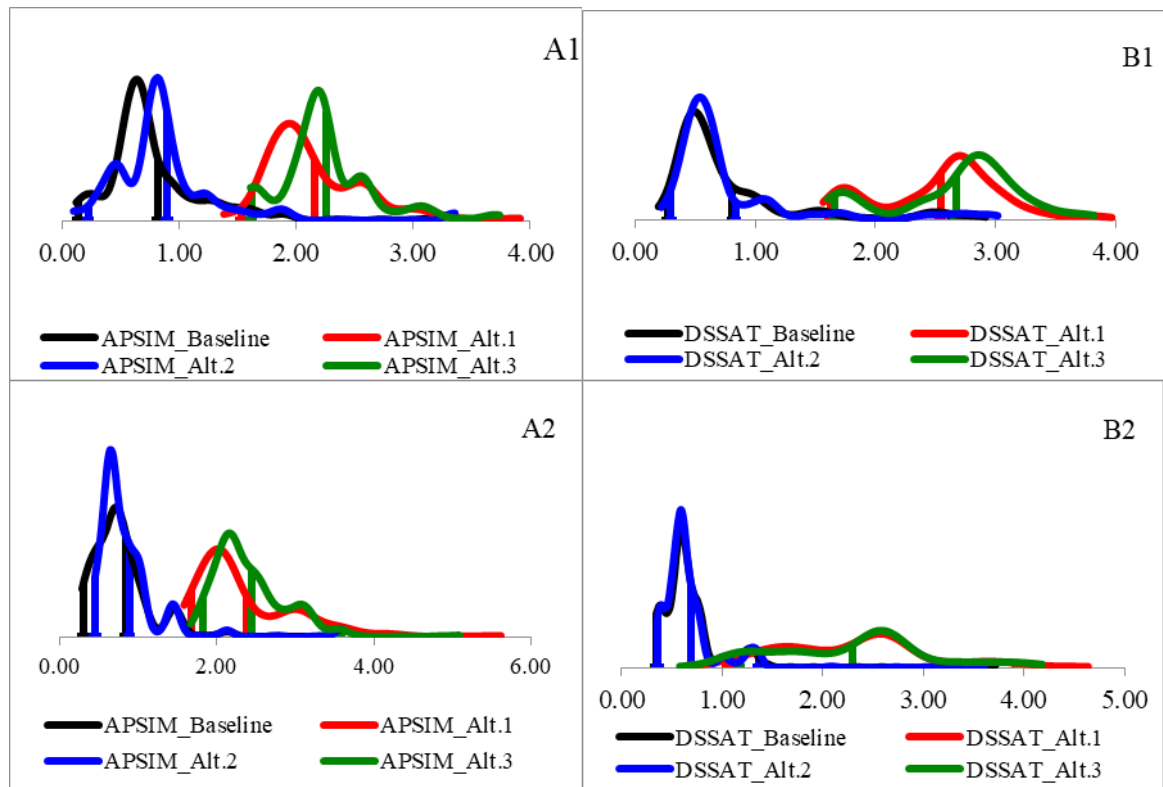 A1
0.00 1.00 2.00 3.00 4.00
APSIM_Baseline APSIM_Alt.1
APSIM_Alt.2 APSIM_Alt.3
B1
0.00 1.00 2.00 3.00 4.00
DSSAT_Baseline DSSAT_Alt.1
DSSAT_Alt.2 DSSAT_Alt.3
A2
0.00 2.00 4.00 6.00
APSIM_Baseline APSIM_Alt.1
APSIM_Alt.2 APSIM_Alt.3
B2
0.00 1.00 2.00 3.00 4.00 5.00
DSSAT_Baseline DSSAT_Alt.1
DSSAT_Alt.2 DSSAT_Alt.3